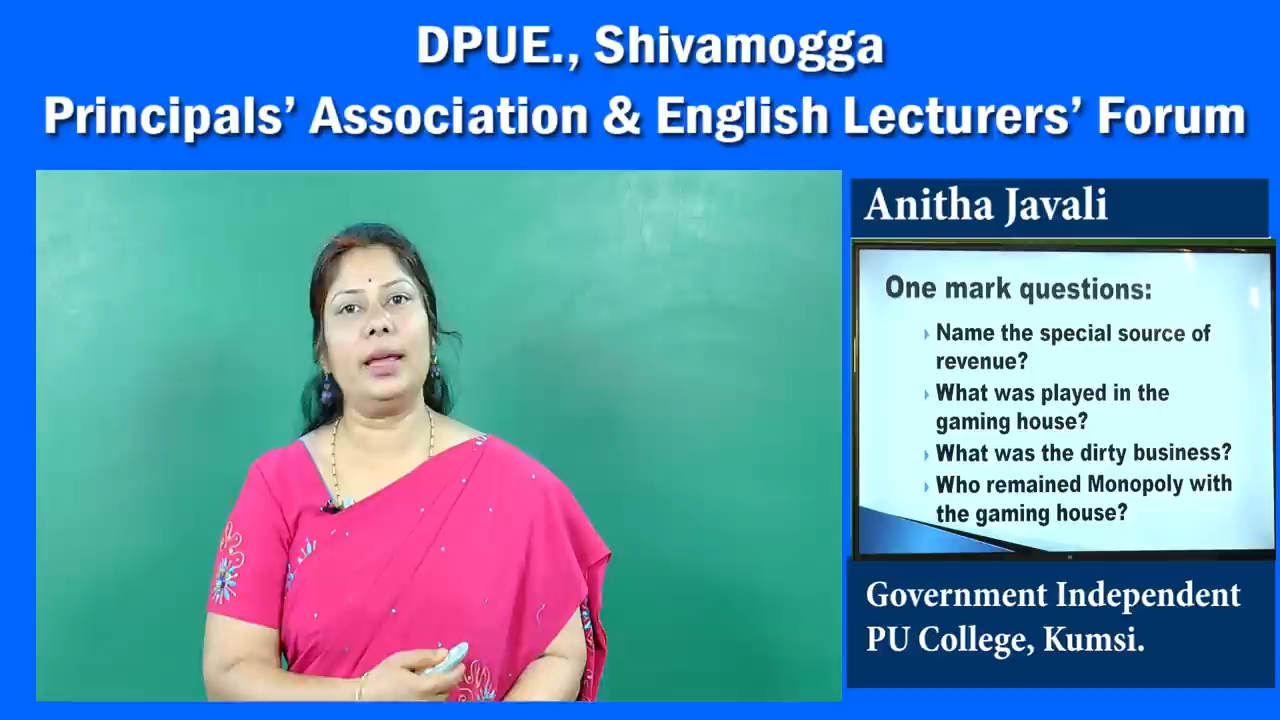 DPUE., Shivamogga
Principals’ Association & English Lecturers’ Forum
Anitha Javali
One mark questions:
Name the special source of
revenue?
What was played in the
gaming house?
What was the dirty business?
Who remained Monopoly with
the gaming house?
Government Independent
PU College, Kumsi.